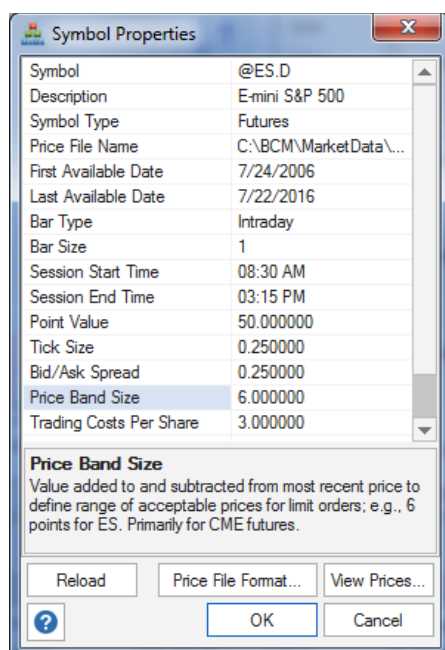 Symbol Properties
Symbol @ES.D
Description E-mini S&P 500
Symbol Type Futures
Price File Name C:\BCM\MarketData\...
First Available Date 7/24/2006
Last Available Date 7/22/2016
Bar Type Intraday
Bar Size 1
Session Start Time 08:30 AM
Session End Time 03:15 PM
Point Value 50.000000
Tick Size 0.250000
Bid/Ask Spread 0.250000
Price Band Size 6.000000
Trading Costs Per Share 3.000000
Price Band Size
Value added to and subtracted from most recent price to
define range of acceptable prices for limit orders; e.g., 6
points for ES. Primarily for CME futures.
Reload Price File Format... View Prices...
? OK Cancel